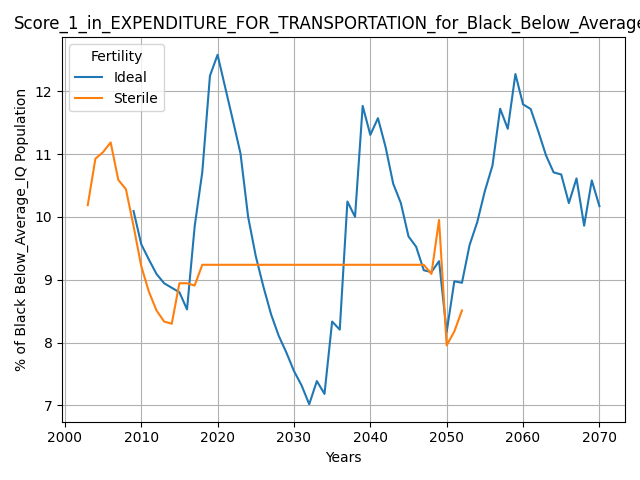 Score_1_in_EXPENDITURE_FOR_TRANSPORTATION_for_Black_Below_Average
Fertility
Ideal
Sterile
% of Black Below_Average_IQ Population
12
11
10
9
8
7
2000 2010 2020 2030 2040 2050 2060 2070
Years